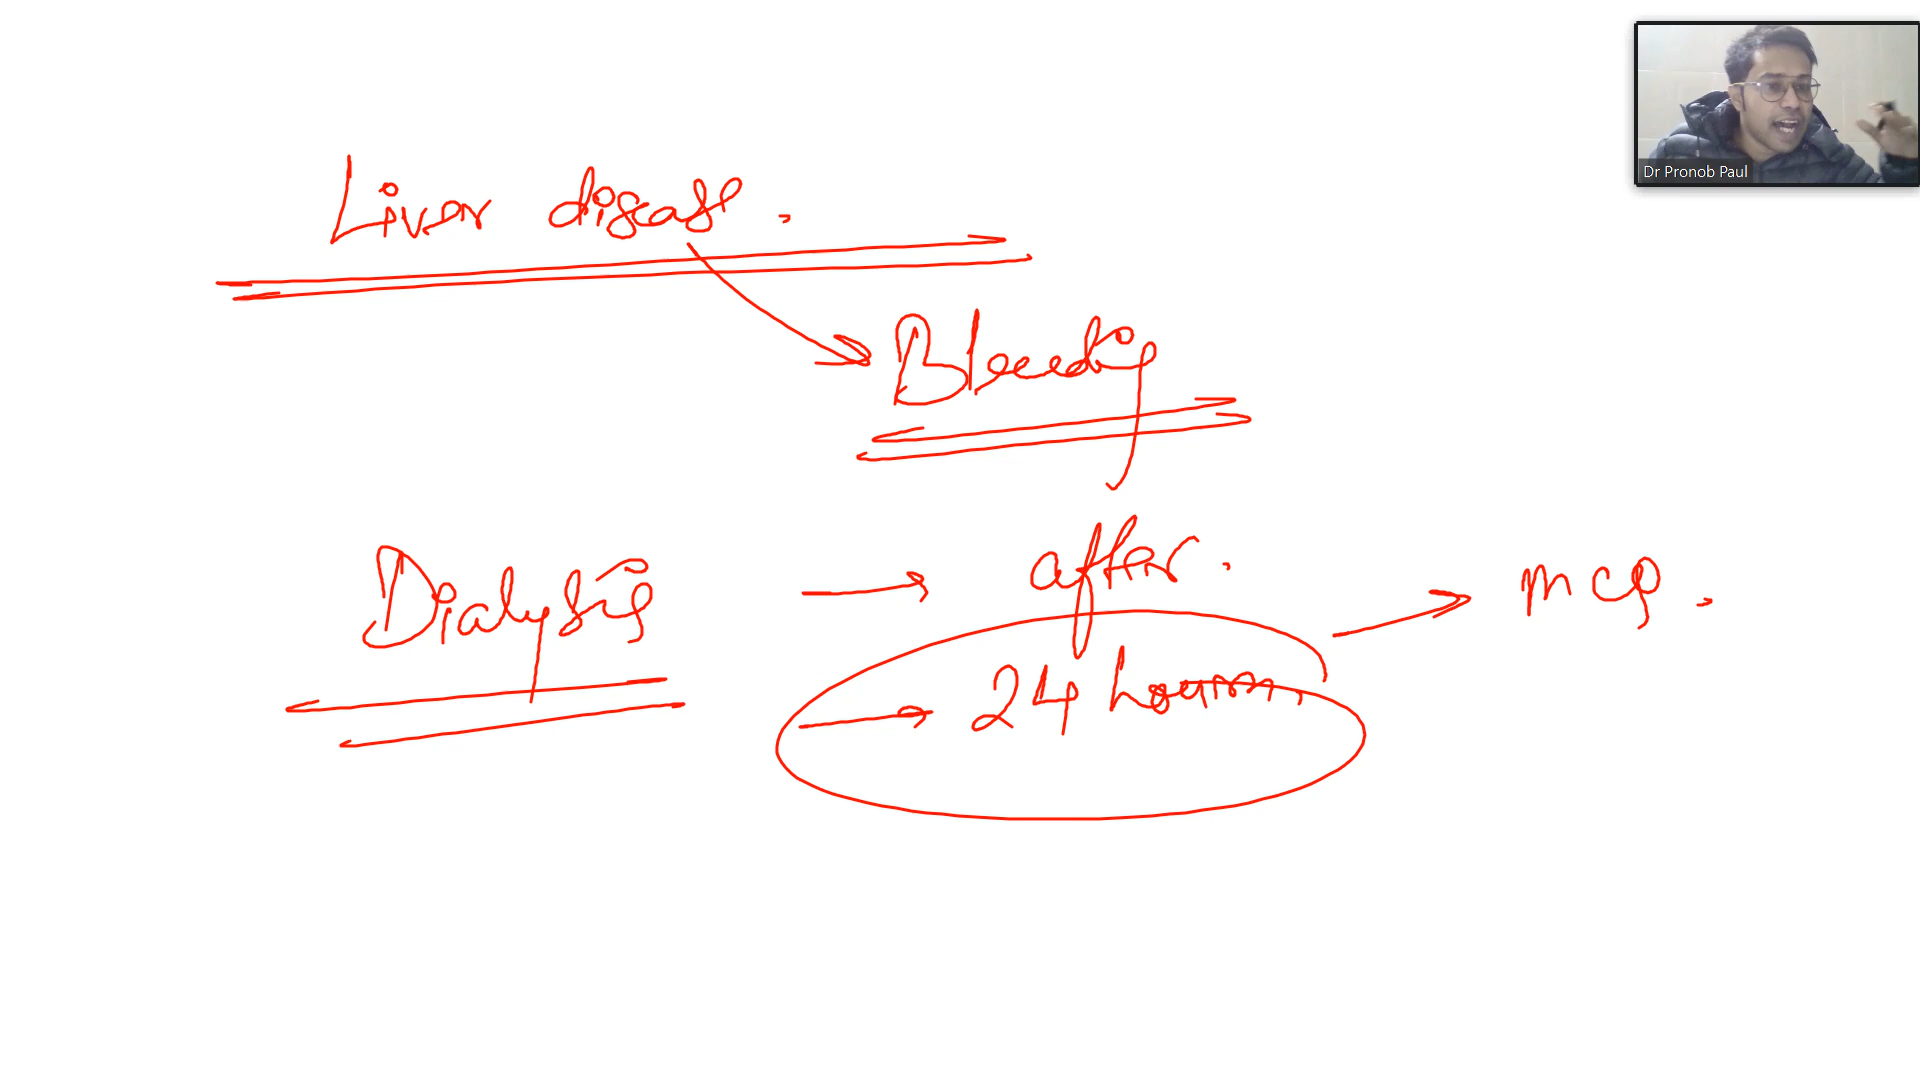 Dr Pronob Paul
Liver disease.
Bleeding
Dialysis → after.
→ 24 hours. → MCQ.